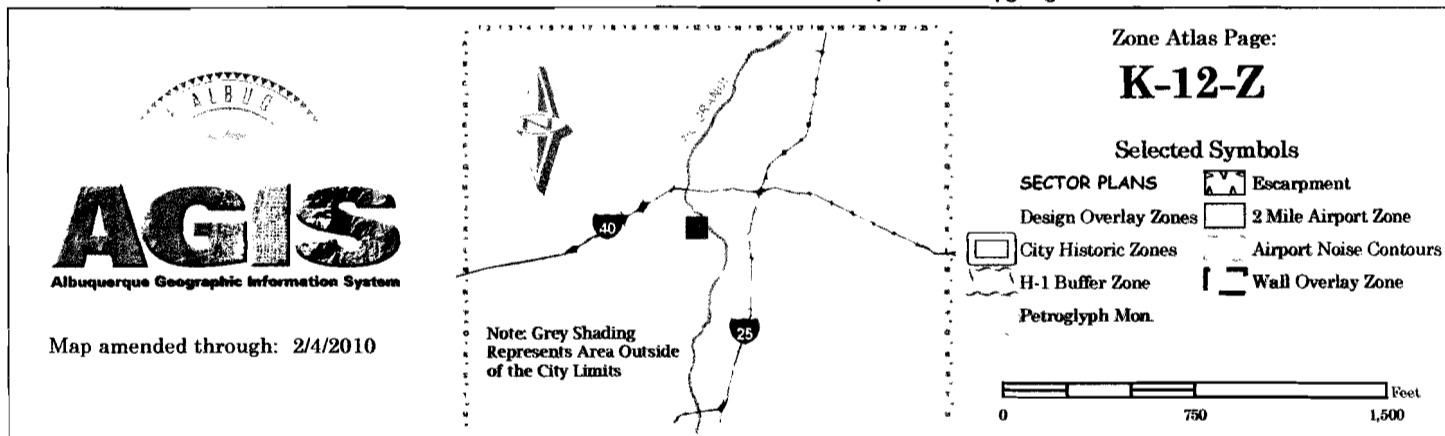 ALBUQ
AGIS
Albuquerque Geographic Information System
Map amended through: 2/4/2010
40
25
Note: Grey Shading
Represents Area Outside
of the City Limits
Zone Atlas Page:
K-12-Z
Selected Symbols
SECTOR PLANS
Design Overlay Zones
City Historic Zones
H-1 Buffer Zone
Petroglyph Mon.
Escarpment
2 Mile Airport Zone
Airport Noise Contours
Wall Overlay Zone
Feet
0 750 1,500